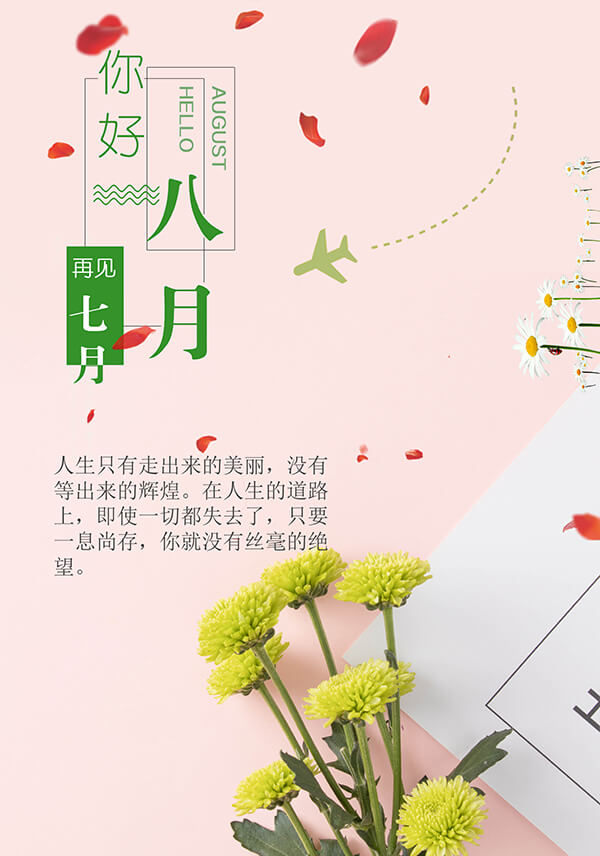 你好
HELLO
AUGUST
八月
再见
七月
人生只有走出来的美丽，没有
等出来的辉煌。在人生的道路
上，即使一切都失去了，只要
一息尚存，你就没有丝毫的绝
望。
H